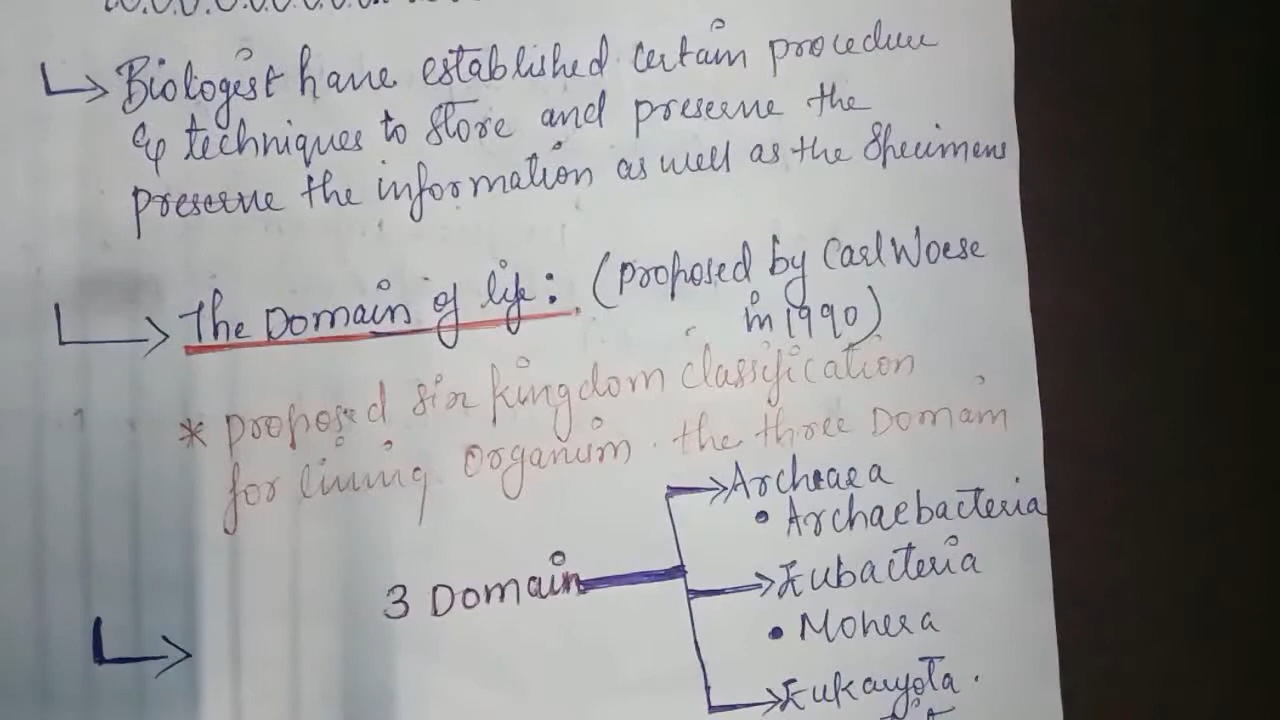 Biologist have established certain procedure
& techniques to store and preserve the
preserve the information as well as the Specimens
The Domain of life: (proposed by Carl Woese
in 1990)
* proposed six kingdom classification
for living organism. the three Domain
Archaea
• Archaebacteria
3 Domain
Eubacteria
• Monera
Eukaryota.